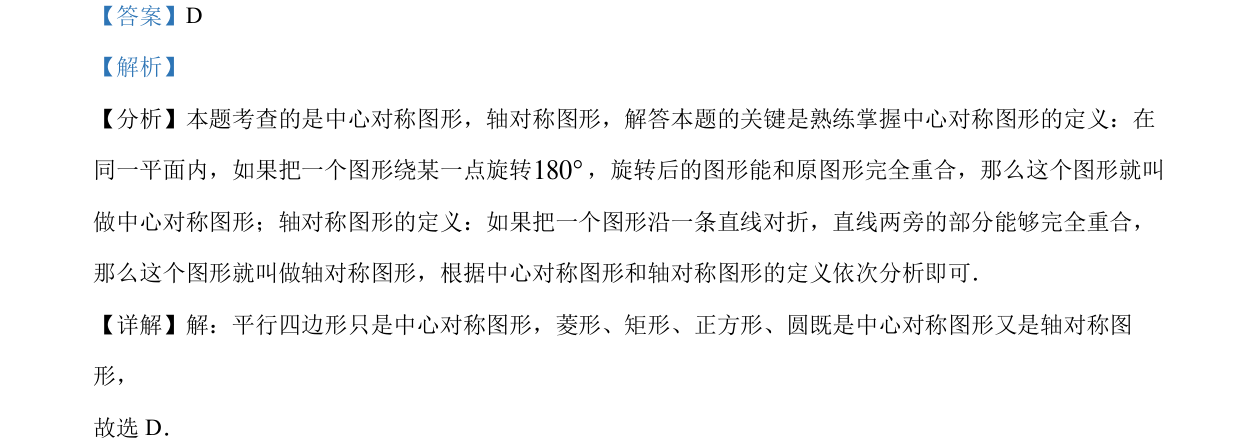 【答案】D
【解析】
【分析】本题考查的是中心对称图形，轴对称图形，解答本题的关键是熟练掌握中心对称图形的定义：在
同一平面内，如果把一个图形绕某一点旋转180°，旋转后的图形能和原图形完全重合，那么这个图形就叫
做中心对称图形；轴对称图形的定义：如果把一个图形沿一条直线对折，直线两旁的部分能够完全重合，
那么这个图形就叫做轴对称图形，根据中心对称图形和轴对称图形的定义依次分析即可．
【详解】解：平行四边形只是中心对称图形，菱形、矩形、正方形、圆既是中心对称图形又是轴对称图
形，
故选 D．